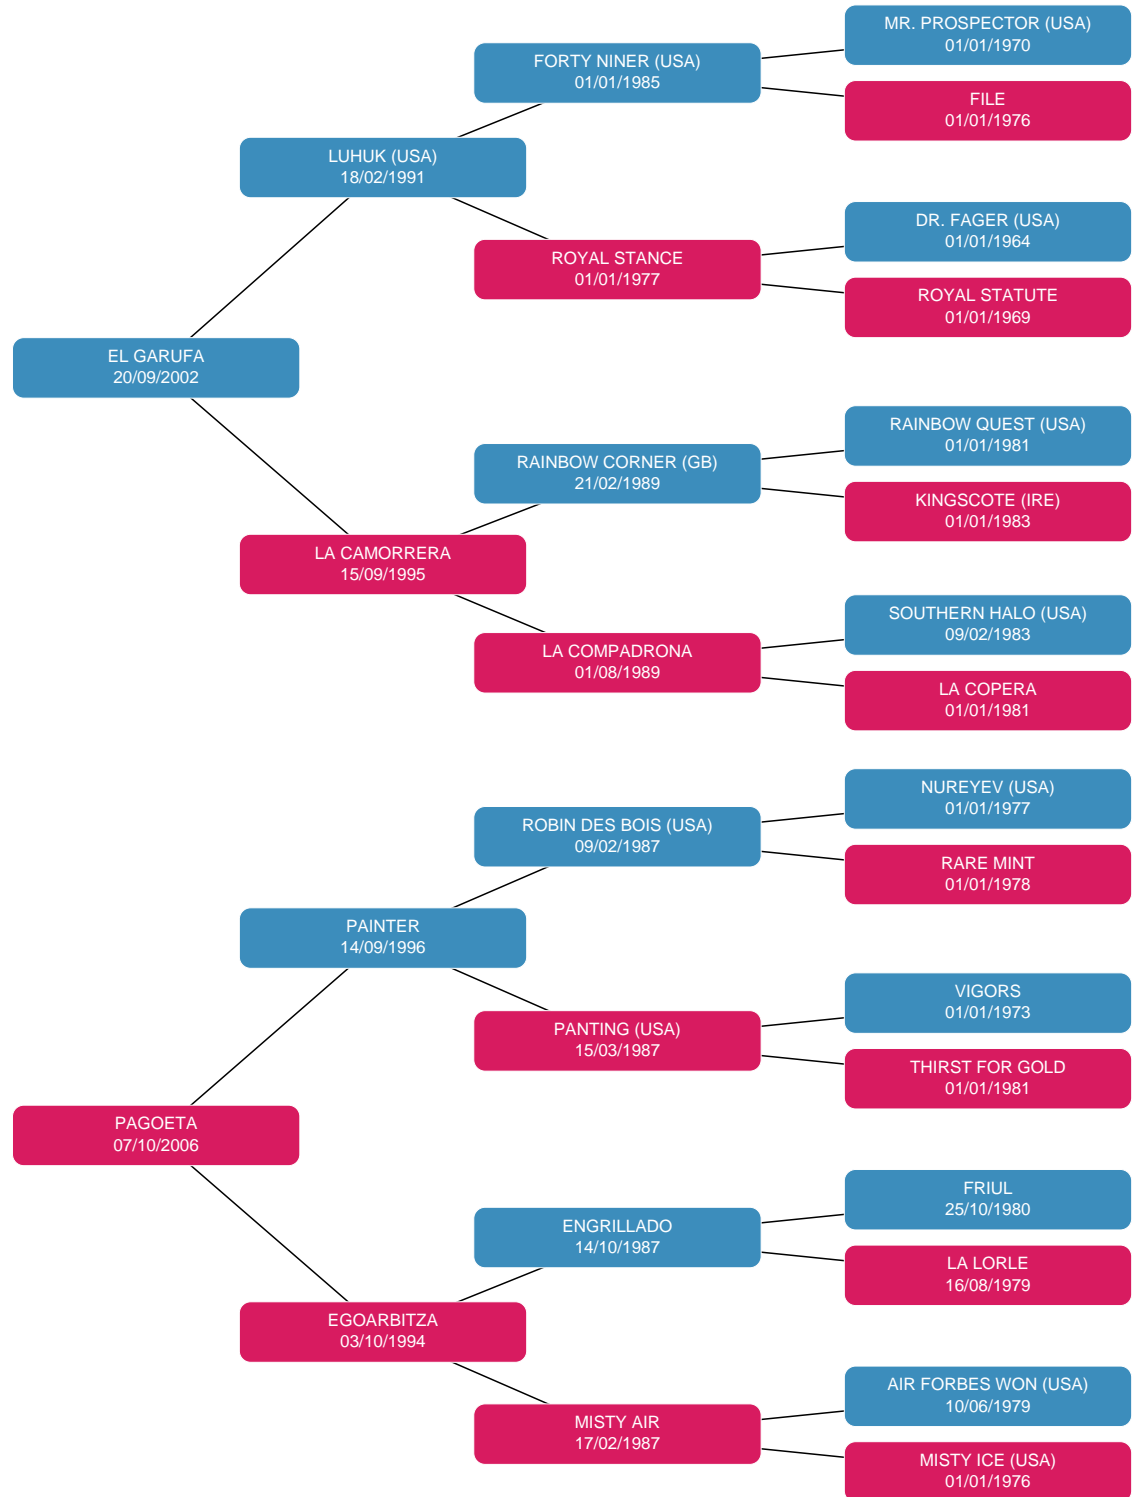 MR. PROSPECTOR (USA)
01/01/1970
FORTY NINER (USA)
01/01/1985
FILE
01/01/1976
LUHUK (USA)
18/02/1991
DR. FAGER (USA)
01/01/1964
ROYAL STANCE
01/01/1977
ROYAL STATUTE
01/01/1969
EL GARUFA
20/09/2002
RAINBOW QUEST (USA)
01/01/1981
RAINBOW CORNER (GB)
21/02/1989
KINGSCOTE (IRE)
01/01/1983
LA CAMORRERA
15/09/1995
SOUTHERN HALO (USA)
09/02/1983
LA COMPADRONA
01/08/1989
LA COPERA
01/01/1981
NUREYEV (USA)
01/01/1977
ROBIN DES BOIS (USA)
09/02/1987
RARE MINT
01/01/1978
PAINTER
14/09/1996
VIGORS
01/01/1973
PANTING (USA)
15/03/1987
THIRST FOR GOLD
01/01/1981
PAGOETA
07/10/2006
FRIUL
25/10/1980
ENGRILLADO
14/10/1987
LA LORLE
16/08/1979
EGOARBITZA
03/10/1994
AIR FORBES WON (USA)
10/06/1979
MISTY AIR
17/02/1987
MISTY ICE (USA)
01/01/1976